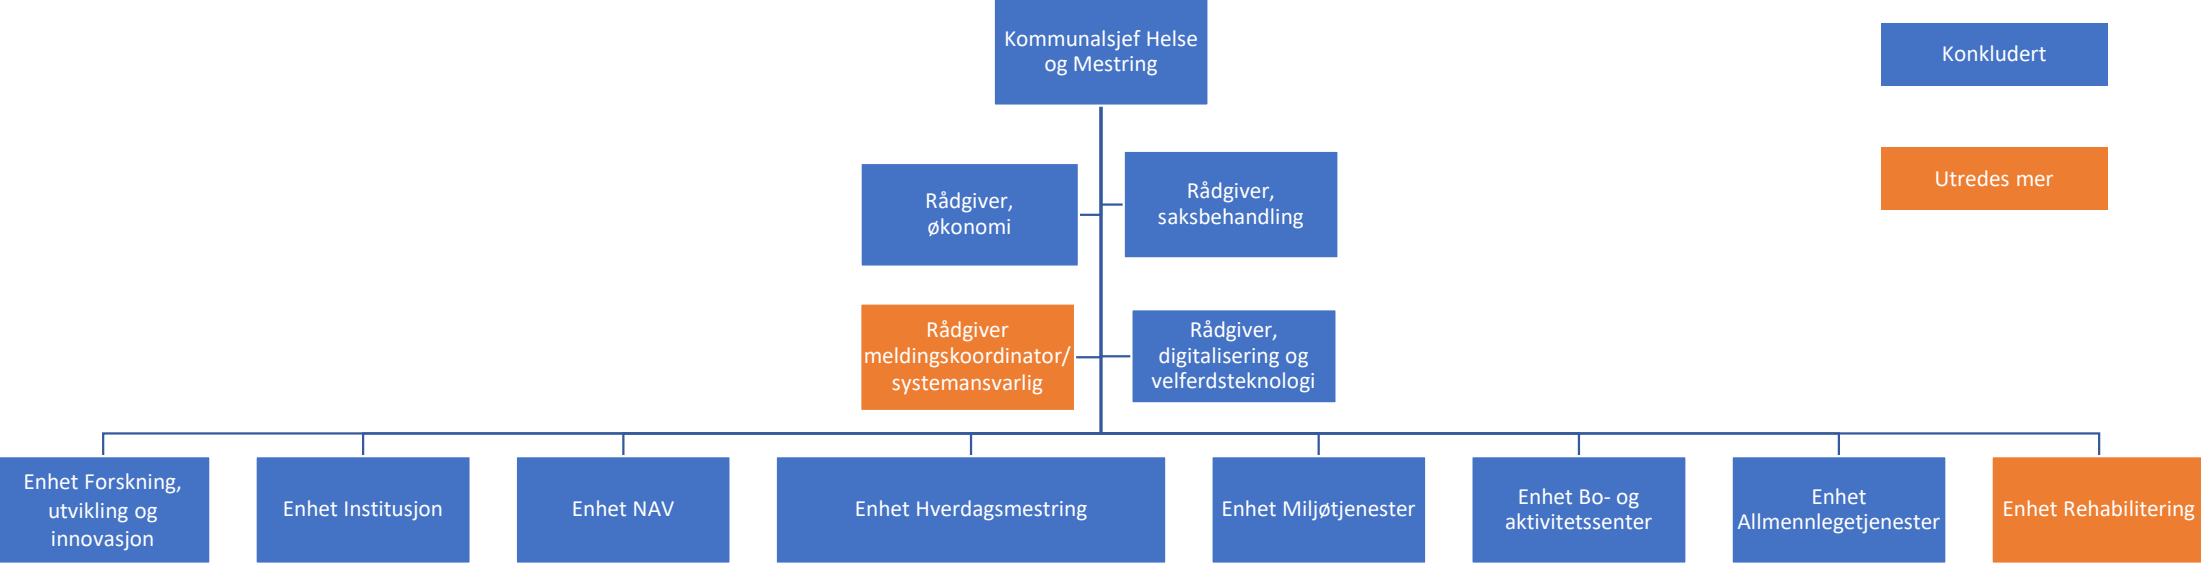 Kommunalsjef Helse
og Mestring
Konkludert
Utredes mer
Rådgiver,
økonomi
Rådgiver,
saksbehandling
Rådgiver
meldingskoordinator/
systemansvarlig
Rådgiver,
digitalisering og
velferdsteknologi
Enhet Forskning,
utvikling og
innovasjon
Enhet Institusjon
Enhet NAV
Enhet Hverdagsmestring
Enhet Miljøtjenester
Enhet Bo- og
aktivitetssenter
Enhet
Allmennlegetjenester
Enhet Rehabilitering